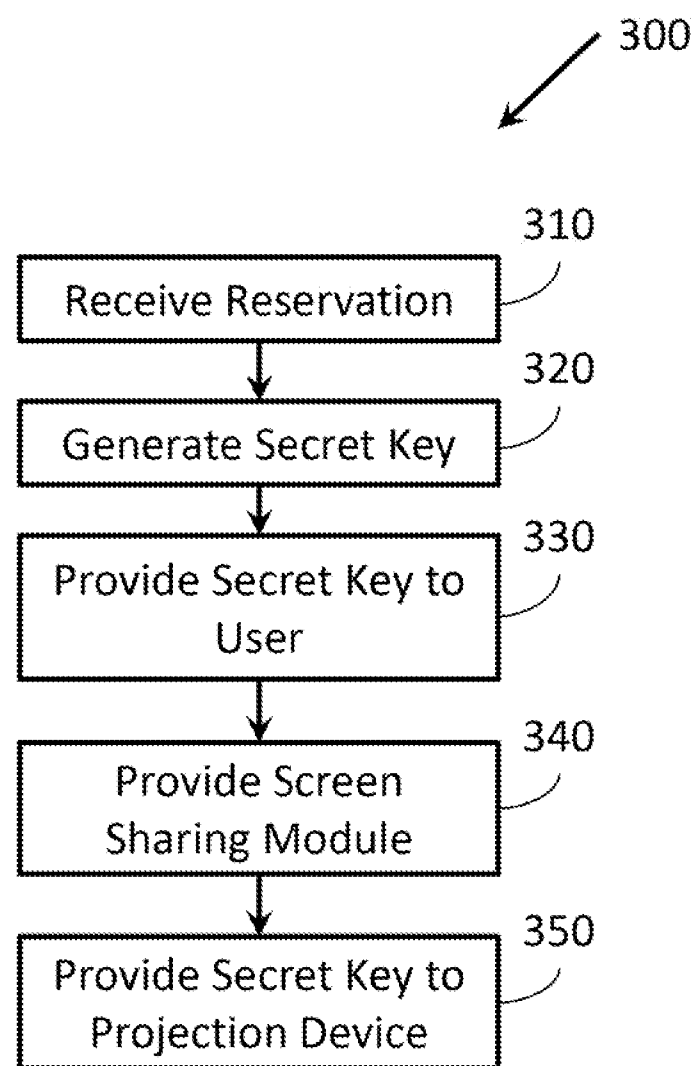 300
310
Receive Reservation
320
Generate Secret Key
330
Provide Secret Key to
User
340
Provide Screen
Sharing Module
350
Provide Secret Key to
Projection Device